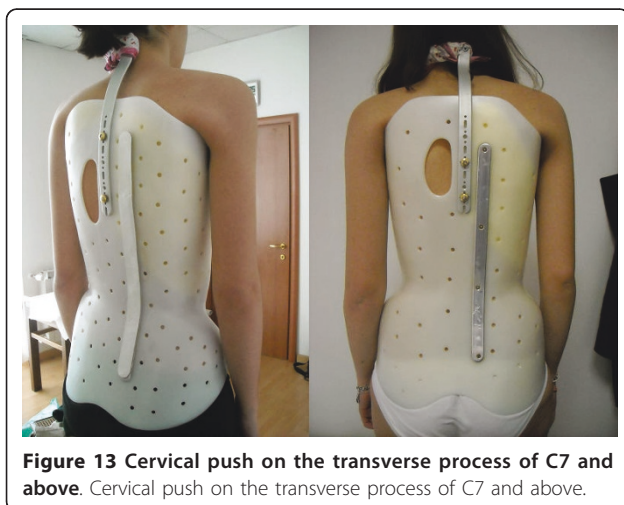 Figure 13 Cervical push on the transverse process of C7 and
above. Cervical push on the transverse process of C7 and above.